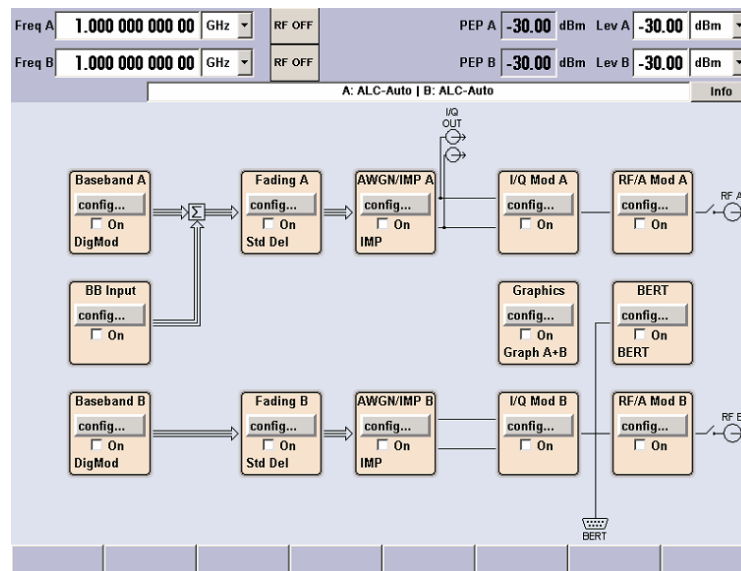 Freq A 1.000 000 000 00 GHz RF OFF PEP A -30.00 dBm Lev A -30.00 dBm
Freq B 1.000 000 000 00 GHz RF OFF PEP B -30.00 dBm Lev B -30.00 dBm
A: ALC-Auto | B: ALC-Auto Info
I/Q
OUT
Baseband A Fading A AWGN/IMP A I/Q Mod A RF/A Mod A
config... config... config... config... config... RF A
On On On On On
DigMod Std Del IMP
BB Input Graphics BERT
config... config... config...
On On On
Graph A+B BERT
Baseband B Fading B AWGN/IMP B I/Q Mod B RF/A Mod B
config... config... config... config... config... RF B
On On On On On
DigMod Std Del IMP
BERT